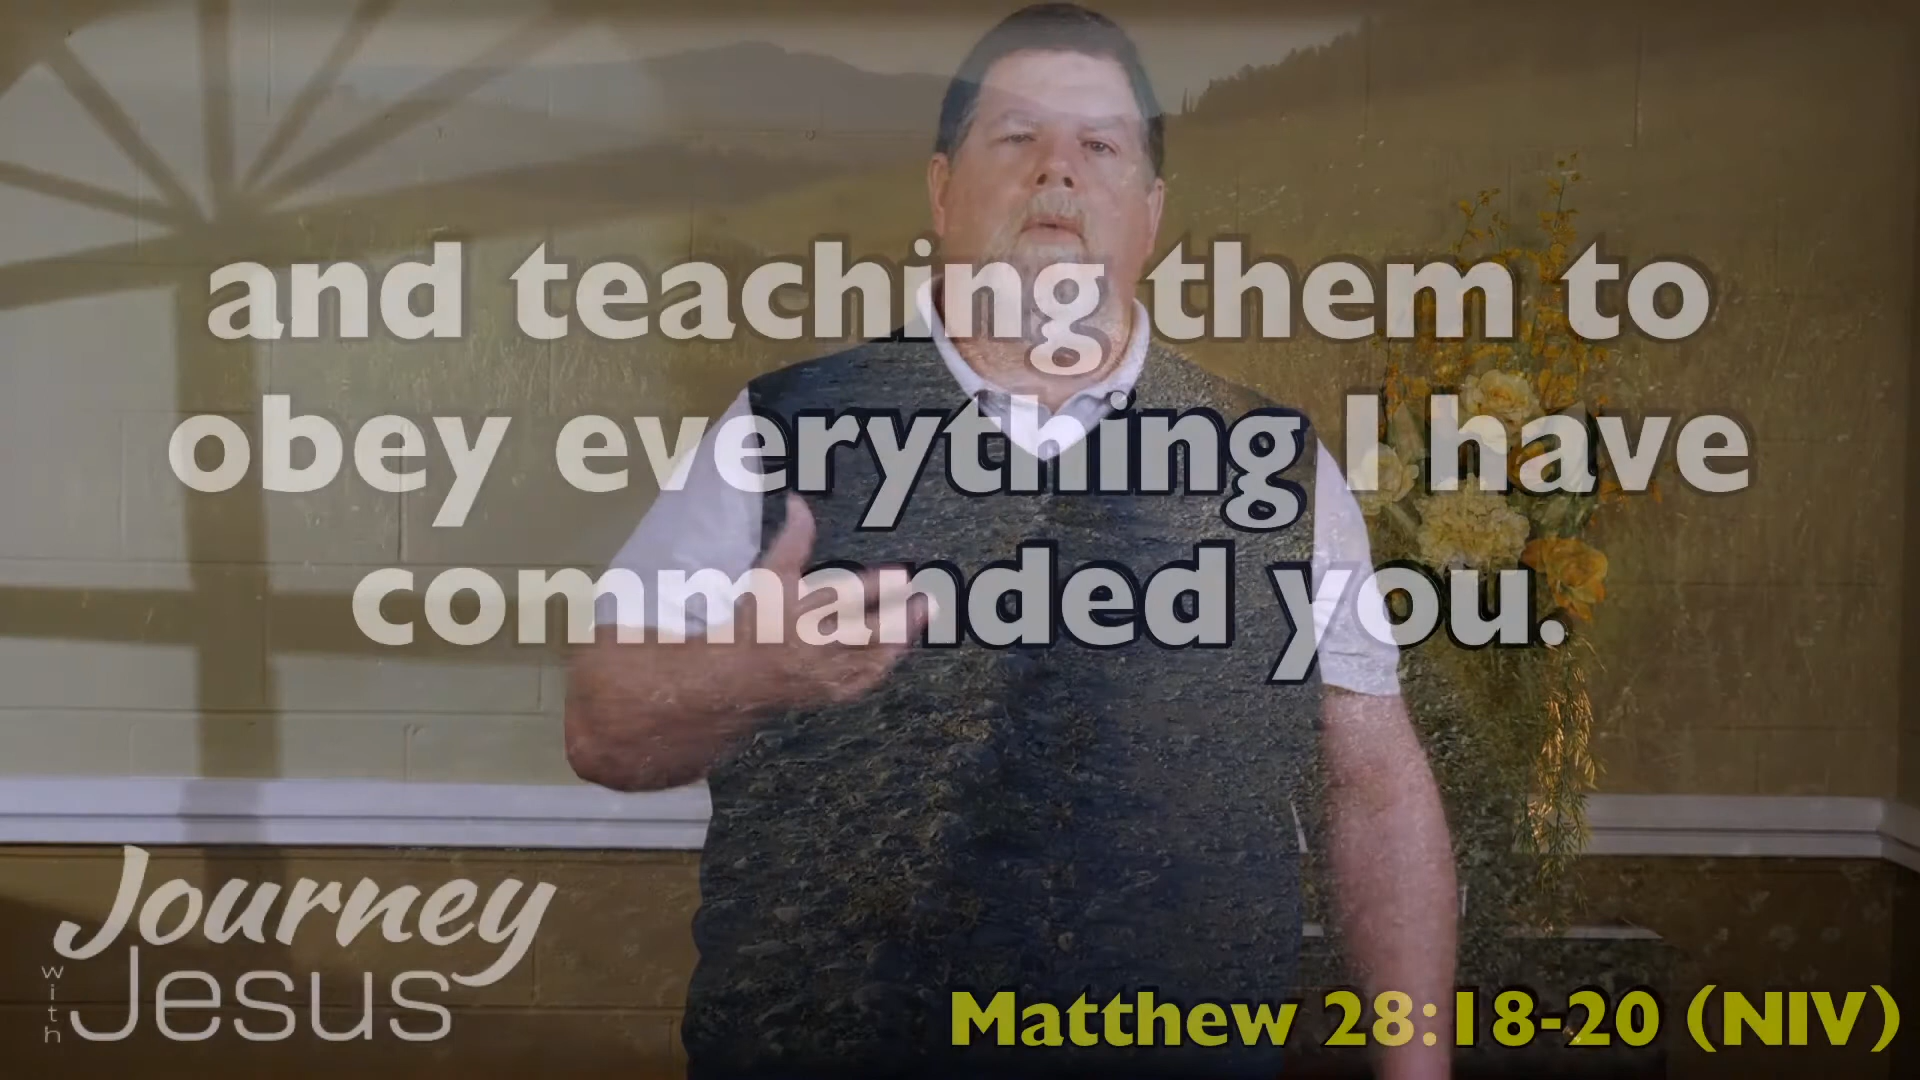 and teaching them to
obey everything I have
commanded you.
Journey
with
Jesus
Matthew 28:18-20 (NIV)